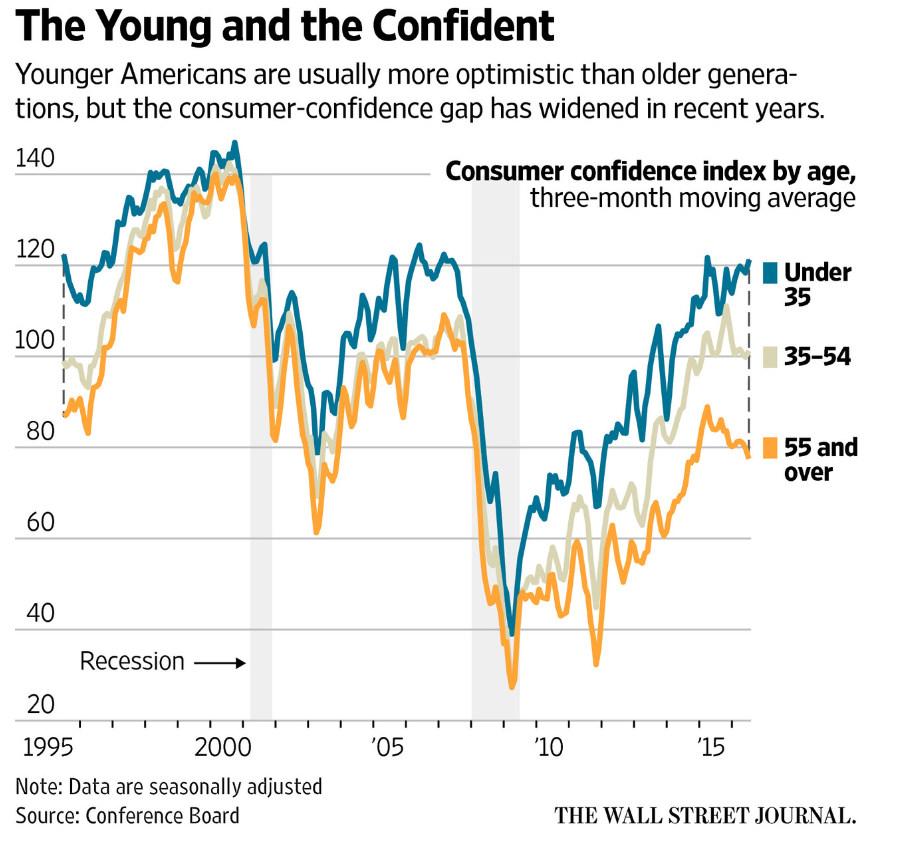 The Young and the Confident
Younger Americans are usually more optimistic than older genera-
tions, but the consumer-confidence gap has widened in recent years.
140
Consumer confidence index by age,
three-month moving average
120
Under
35
100
35–54
80
55 and
over
60
40
Recession
20
1995
2000
’05
’10
’15
Note: Data are seasonally adjusted
Source: Conference Board
THE WALL STREET JOURNAL.